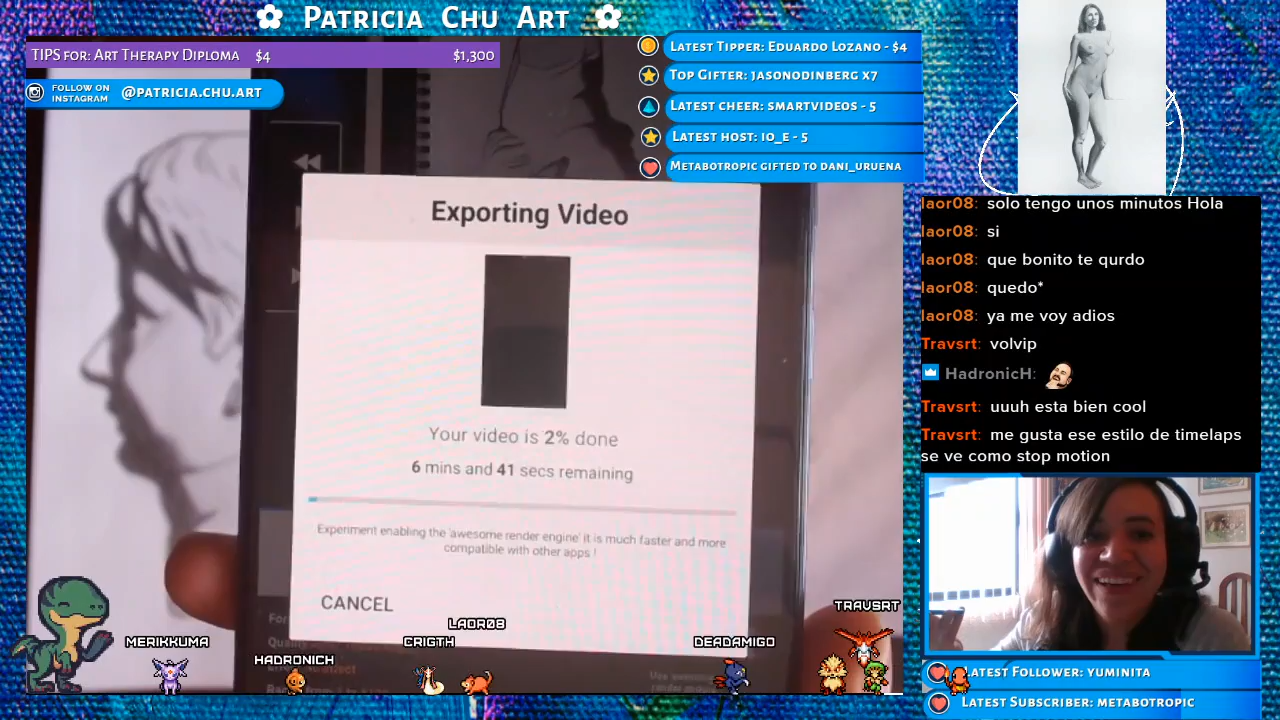 Patricia Chu Art
TIPS for: Art Therapy Diploma $4 $1,300
FOLLOW ON INSTAGRAM @PATRICIA.CHU.ART
Latest Tipper: Eduardo Lozano - $4
Top Gifter: jasonodinberg x7
Latest cheer: smartvideos - 5
Latest host: io_e - 5
Metabotropic gifted to dani_uruena
Exporting Video
Your video is 2% done
6 mins and 41 secs remaining
Experiment enabling the 'awesome render engine' it is much faster and more
compatible with other apps !
CANCEL
laor08: solo tengo unos minutos Hola
laor08: si
laor08: que bonito te qurdo
laor08: quedo*
laor08: ya me voy adios
Travsrt: volvip
HadronicH:
Travsrt: uuuh esta bien cool
Travsrt: me gusta ese estilo de timelaps
se ve como stop motion
MERIKKUMA
HADRONICH
CRIGTH
LAOR08
DEADAMIGO
TRAVSRT
Latest Follower: yuminita
Latest Subscriber: metabotropic